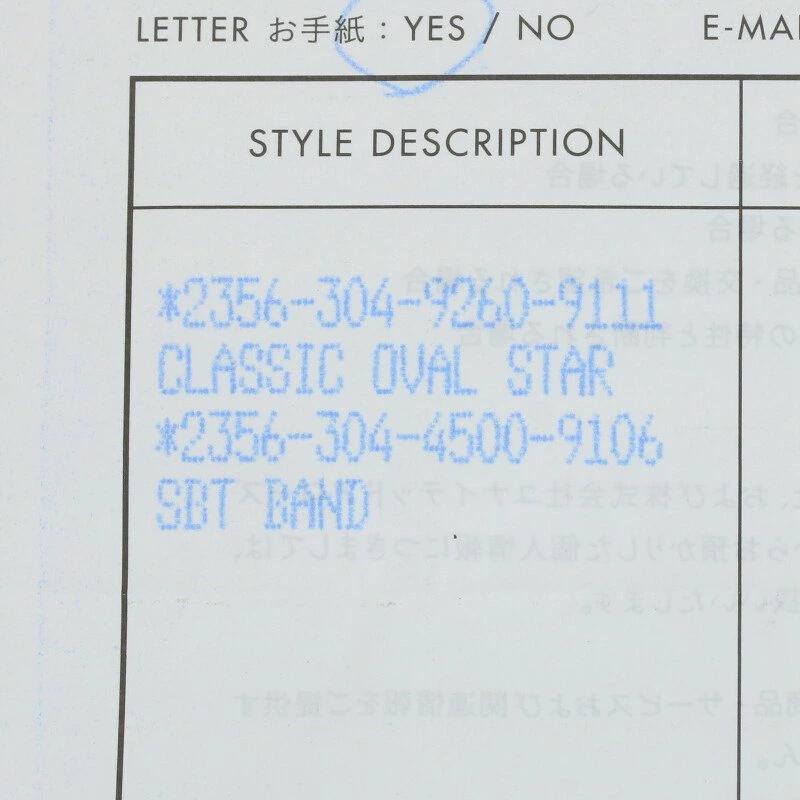 LETTER お手紙 : YES / NO
E-MAI
STYLE DESCRIPTION
*2356-304-9260-9111
CLASSIC OVAL STAR
*2356-304-4500-9106
SBT BAND